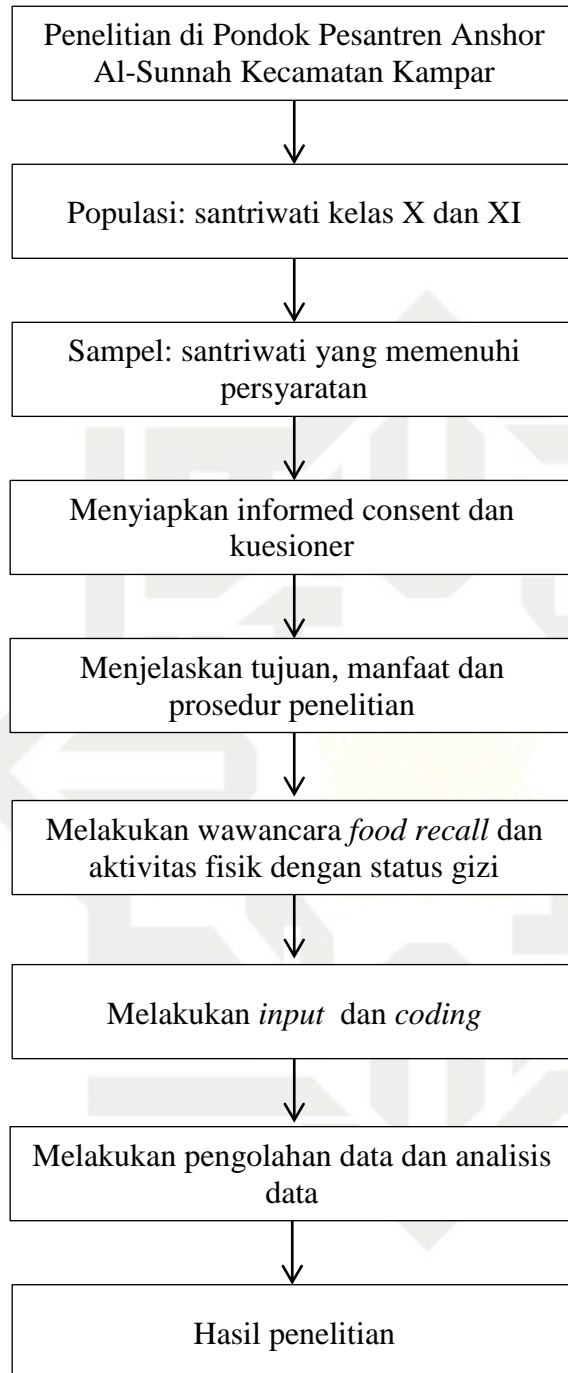 Penelitian di Pondok Pesantren Anshor
Al-Sunnah Kecamatan Kampar
Populasi: santriwati kelas X dan XI
Sampel: santriwati yang memenuhi
persyaratan
Menyiapkan informed consent dan
kuesioner
Menjelaskan tujuan, manfaat dan
prosedur penelitian
Melakukan wawancara food recall dan
aktivitas fisik dengan status gizi
Melakukan input dan coding
Melakukan pengolahan data dan analisis
data
Hasil penelitian